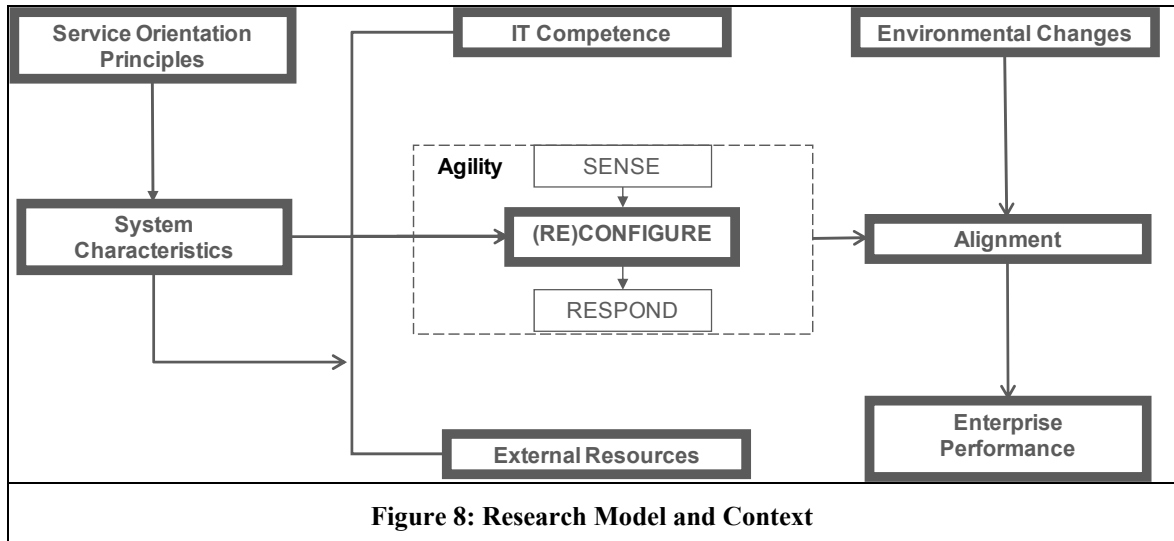 Service Orientation
Principles
IT Competence
Environmental Changes
Agility
SENSE
System
Characteristics
(RE)CONFIGURE
Alignment
RESPOND
External Resources
Enterprise
Performance
Figure 8: Research Model and Context